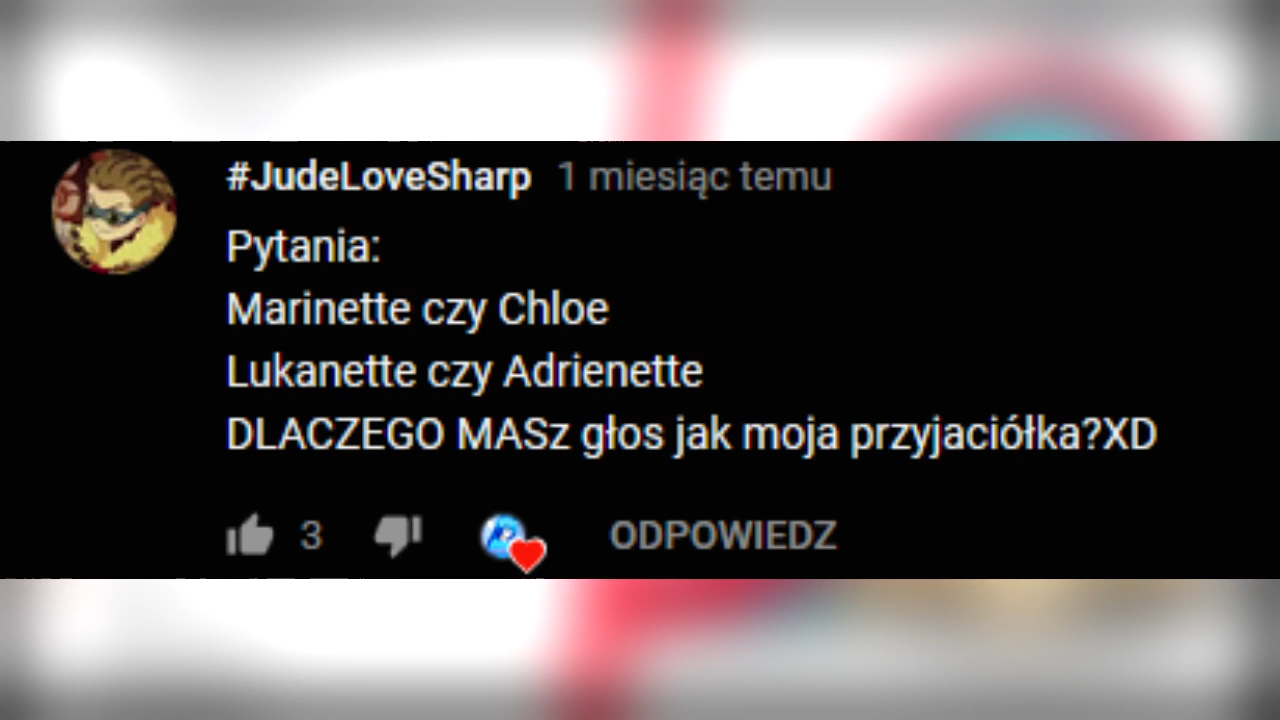 #JudeLoveSharp 1 miesiąc temu
Pytania:
Marinette czy Chloe
Lukanette czy Adrienette
DLACZEGO MASz głos jak moja przyjaciółka?XD
3 ODPOWIEDZ